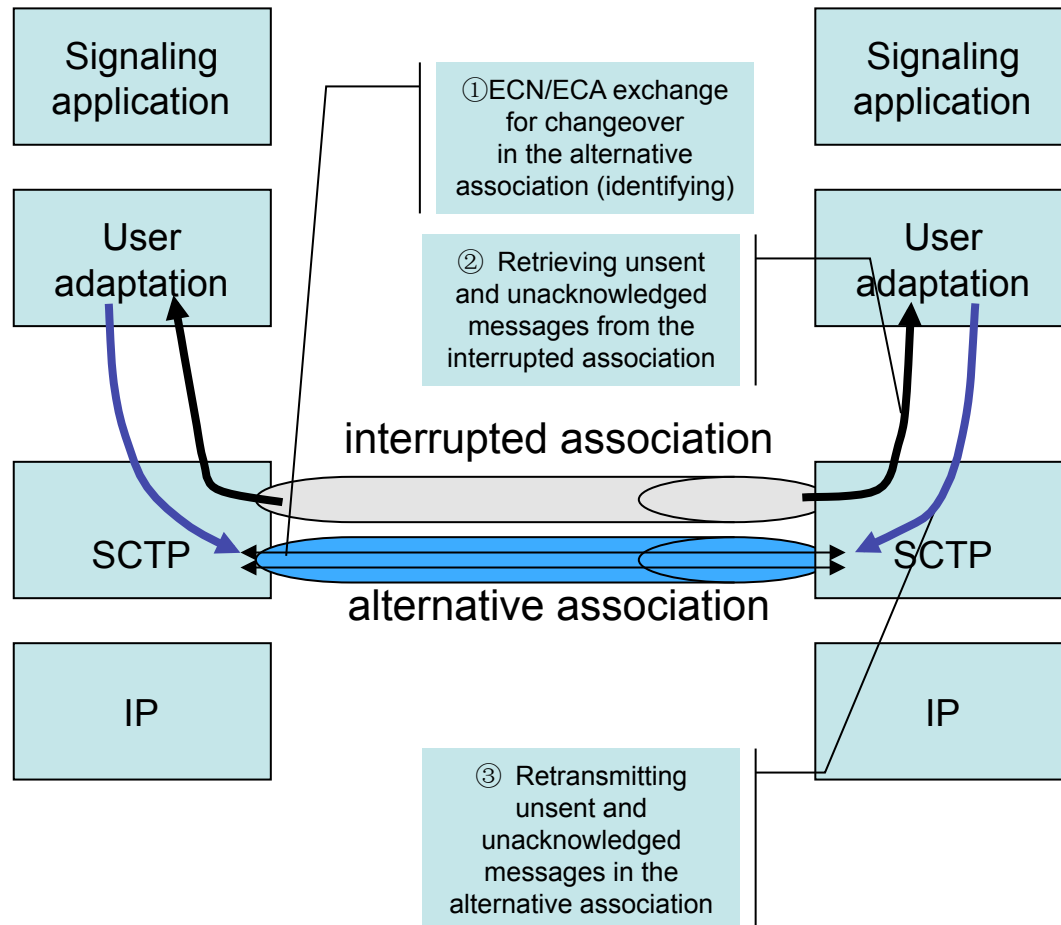 Signaling
application
①ECN/ECA exchange
for changeover
in the alternative
association (identifying)
Signaling
application
User
adaptation
② Retrieving unsent
and unacknowledged
messages from the
interrupted association
User
adaptation
interrupted association
SCTP
SCTP
alternative association
IP
IP
③ Retransmitting
unsent and
unacknowledged
messages in the
alternative association